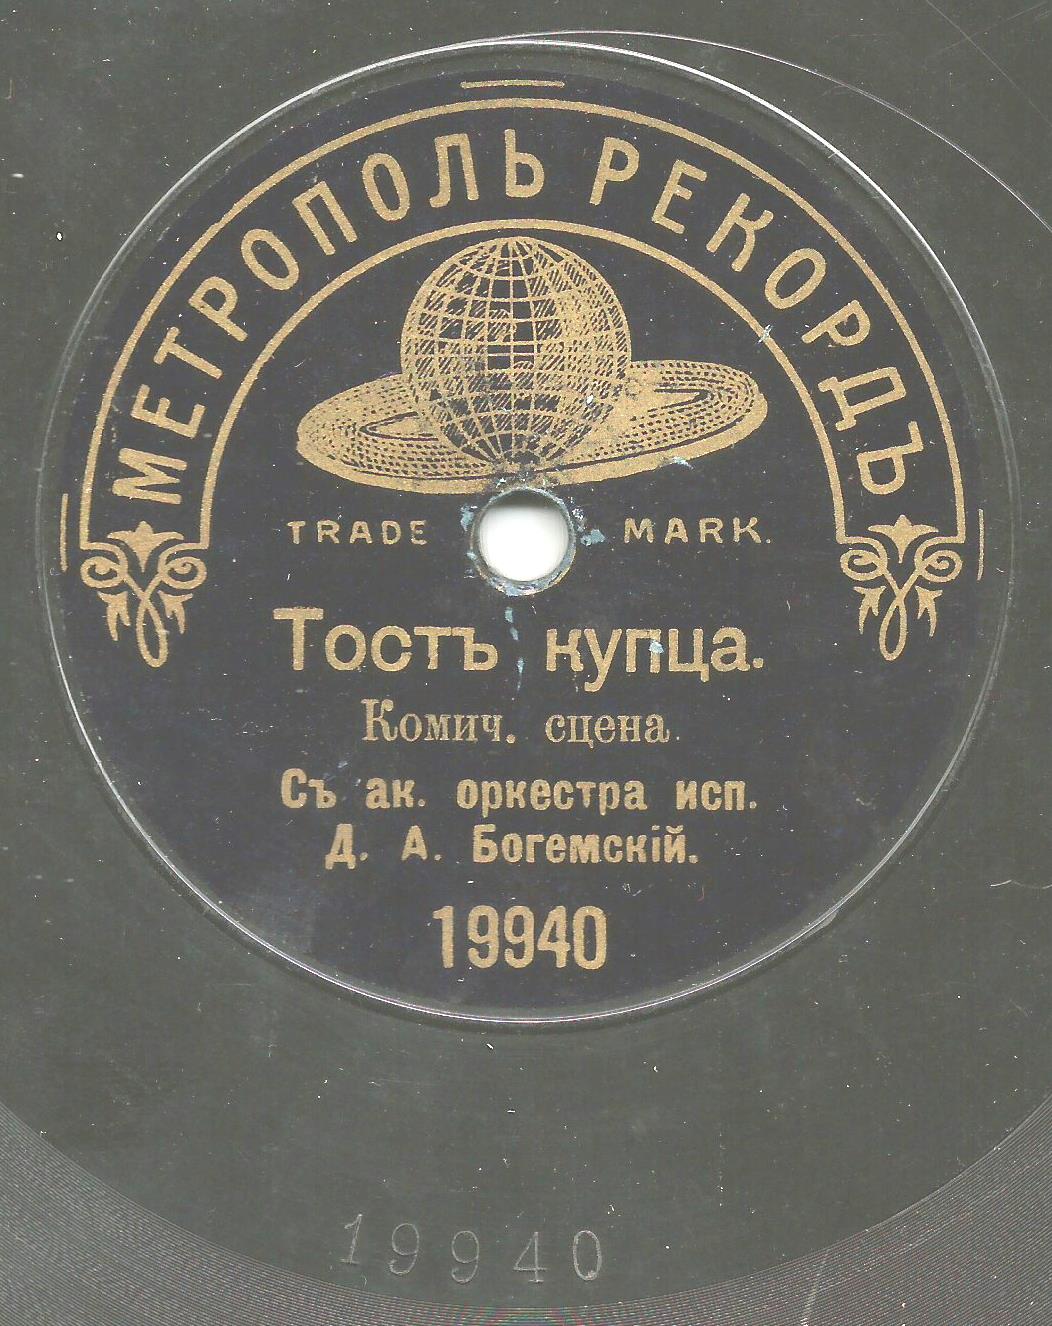 МЕТРОПОЛЬ РЕКОРДЪ
TRADE MARK.
Тостъ купца.
Комич. сцена.
Съ ак. оркестра исп.
Д. А. Богемскій.
19940
19940